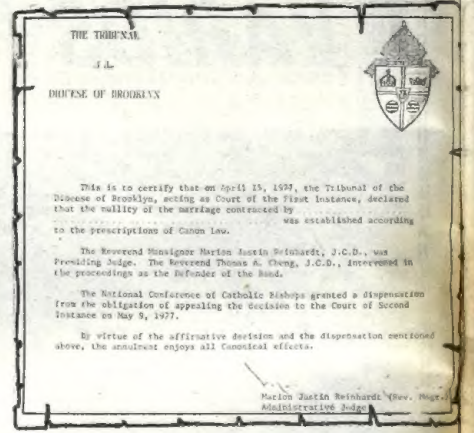 THE TRIBUNAL
of the
DIOCESE OF BROOKLYN
This is to certify that on April 15, 1977, the Tribunal of the
Diocese of Brooklyn, acting as Court of the First Instance, declared
that the nullity of the marriage contracted by
was established according
to the prescriptions of Canon Law.
The Reverend Monsignor Marion Justin Reinhardt, J.C.D., was
Presiding Judge. The Reverend Thomas A. Cheng, J.C.D., intervened in
the proceedings as the Defender of the Bond.
The National Conference of Catholic Bishops granted a dispensation
from the obligation of appealing the decision to the Court of Second
Instance on May 9, 1977.
By virtue of the affirmative decision and the dispensation mentioned
above, the annulment enjoys all Canonical effects.
Marion Justin Reinhardt (Rev. Msgr.)
Administrative Judge